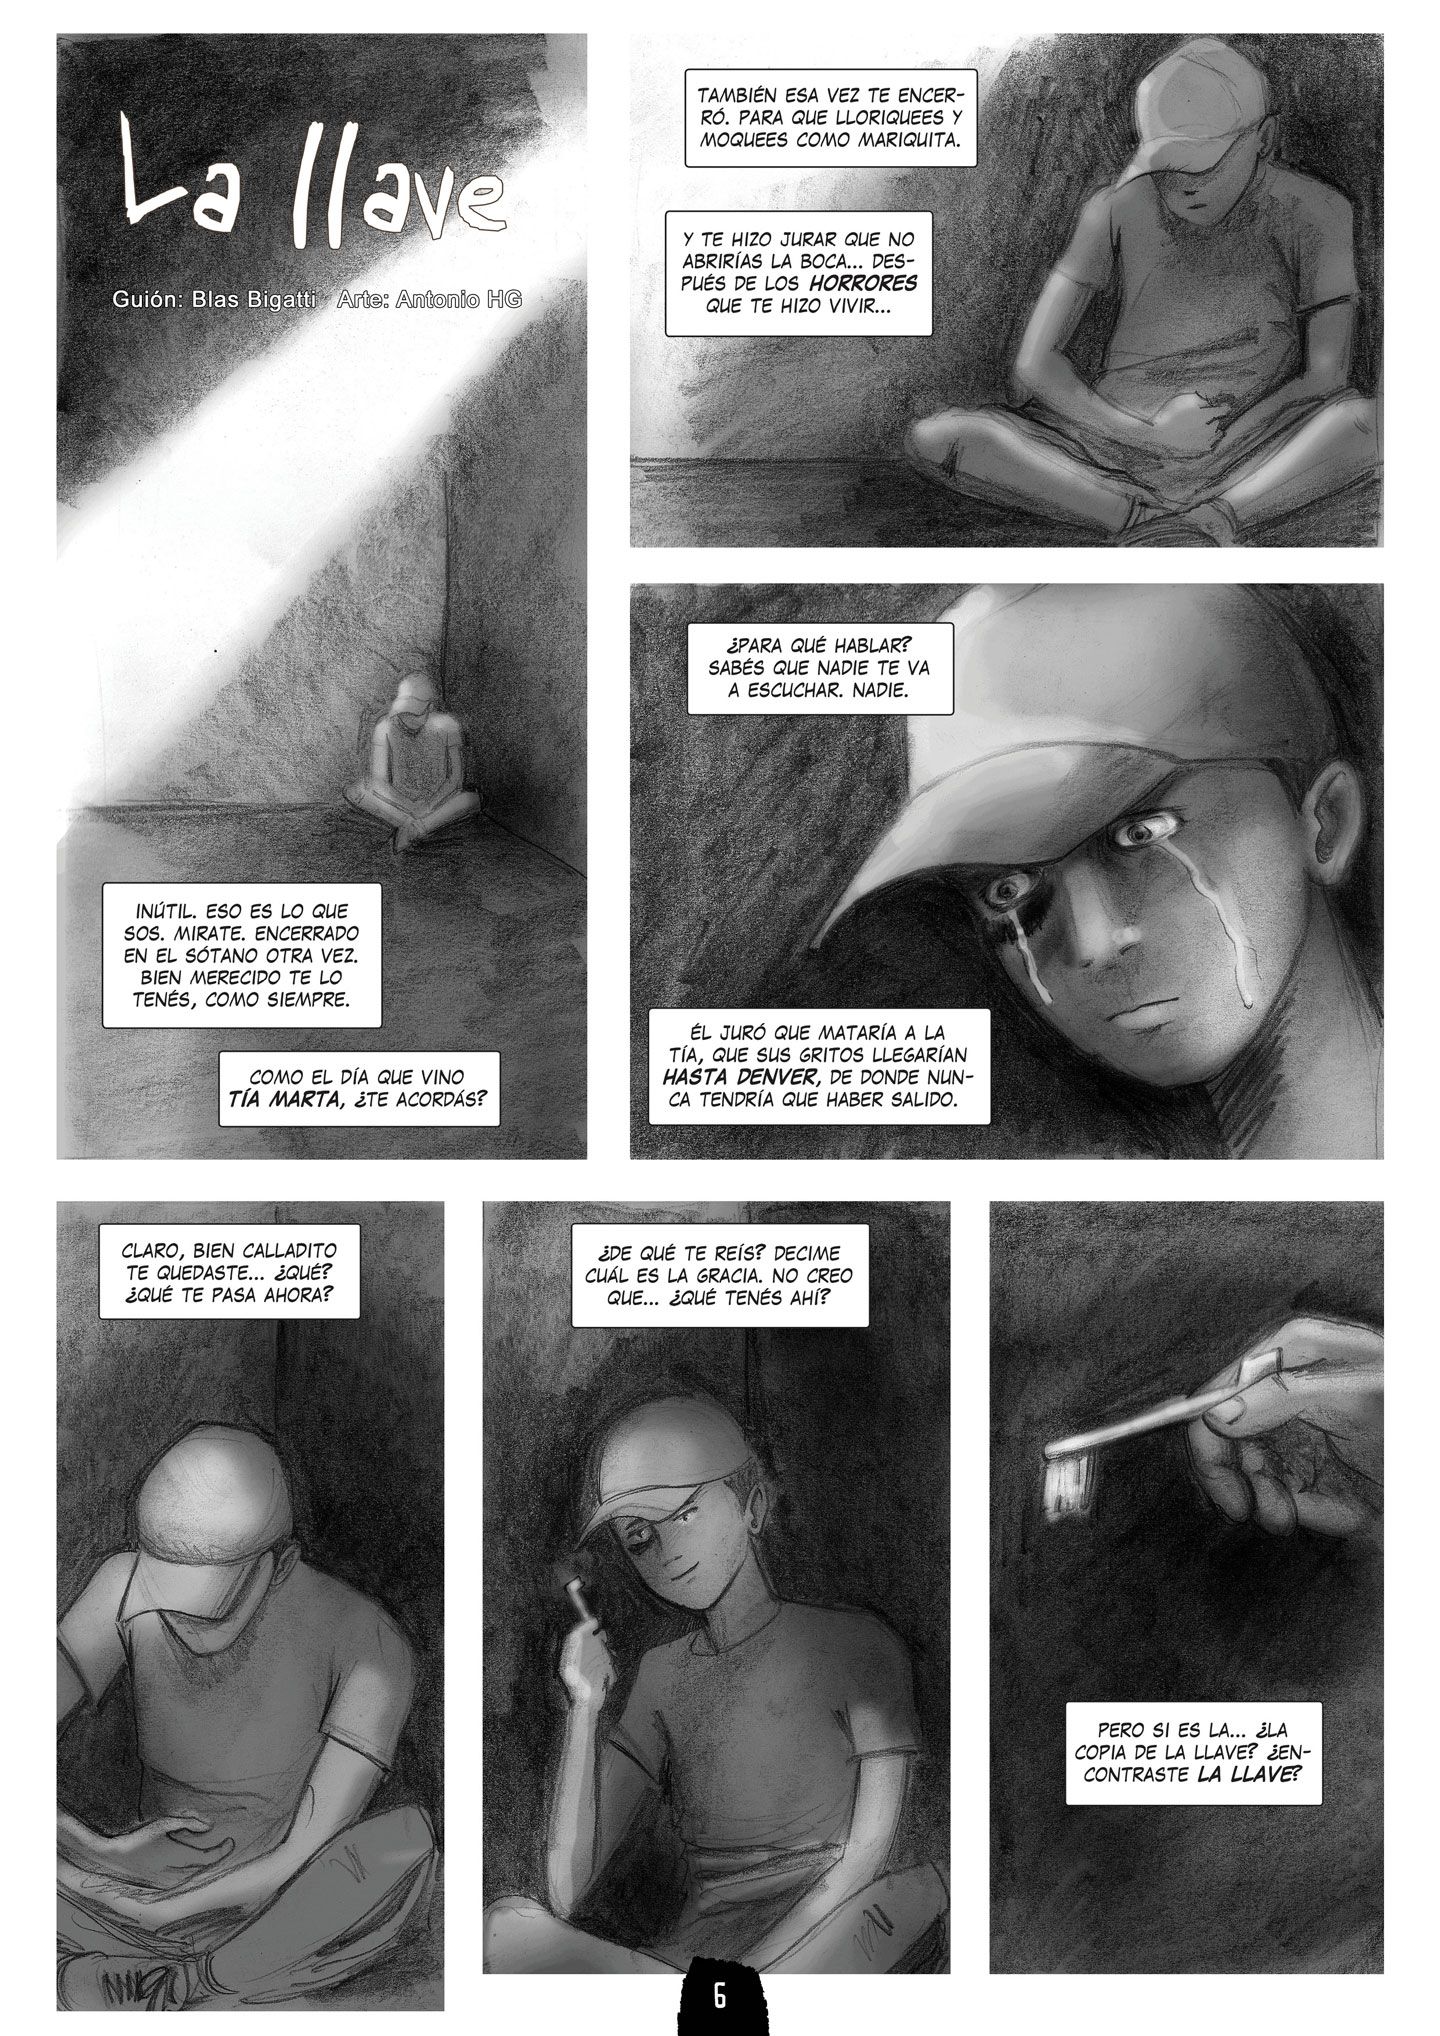 La llave
Guión: Blas Bigatti Arte: Antonio HG
INÚTIL. ESO ES LO QUE
SOS. MIRATE. ENCERRADO
EN EL SÓTANO OTRA VEZ.
BIEN MERECIDO TE LO
TENÉS, COMO SIEMPRE.
COMO EL DÍA QUE VINO
TÍA MARTA, ¿TE ACORDÁS?
TAMBIÉN ESA VEZ TE ENCER-
RÓ. PARA QUE LLORIQUEES Y
MOQUEES COMO MARIQUITA.
Y TE HIZO JURAR QUE NO
ABRIRÍAS LA BOCA... DES-
PUÉS DE LOS HORRORES
QUE TE HIZO VIVIR...
¿PARA QUÉ HABLAR?
SABÉS QUE NADIE TE VA
A ESCUCHAR. NADIE.
ÉL JURÓ QUE MATARÍA A LA
TÍA, QUE SUS GRITOS LLEGARÍAN
HASTA DENVER, DE DONDE NUN-
CA TENDRÍA QUE HABER SALIDO.
CLARO, BIEN CALLADITO
TE QUEDASTE... ¿QUÉ?
¿QUÉ TE PASA AHORA?
¿DE QUÉ TE REÍS? DECIME
CUÁL ES LA GRACIA. NO CREO
QUE... ¿QUÉ TENÉS AHÍ?
PERO SI ES LA... ¿LA
COPIA DE LA LLAVE? ¿EN-
CONTRASTE LA LLAVE?
6